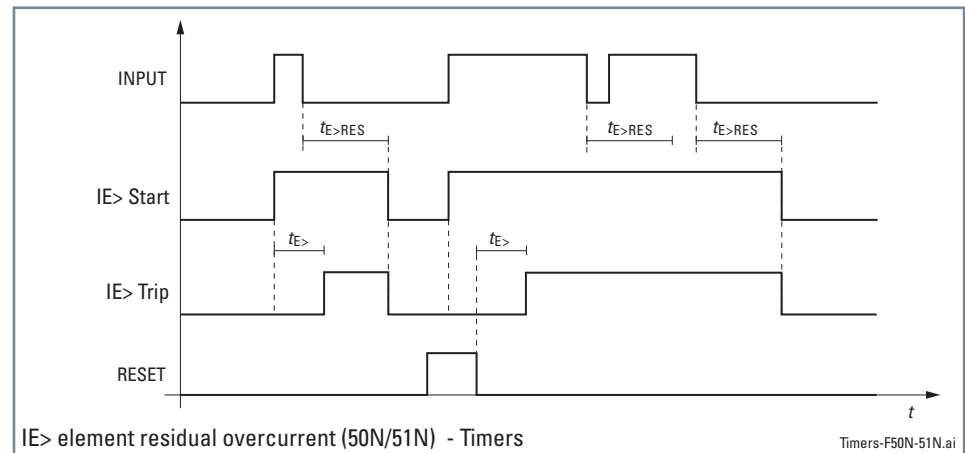 INPUT
tE>RES
tE>RES
tE>RES
IE> Start
tE>
tE>
IE> Trip
RESET
t
IE> element residual overcurrent (50N/51N) - Timers
Timers-F50N-51N.ai